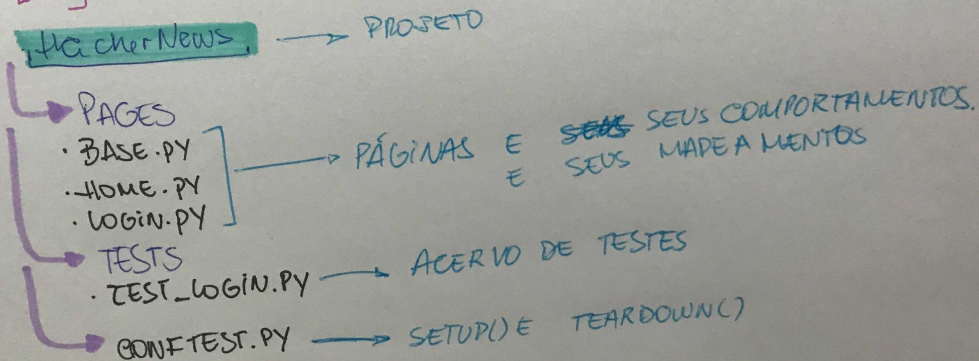 HackerNews → PROJETO
PAGES
· BASE.PY
· HOME.PY → PÁGINAS E SEUS SEUS COMPORTAMENTOS.
E SEUS MAPEAMENTOS
· LOGIN.PY
TESTS
· TEST_LOGIN.PY → ACERVO DE TESTES
CONFTEST.PY → SETUP() E TEARDOWN()